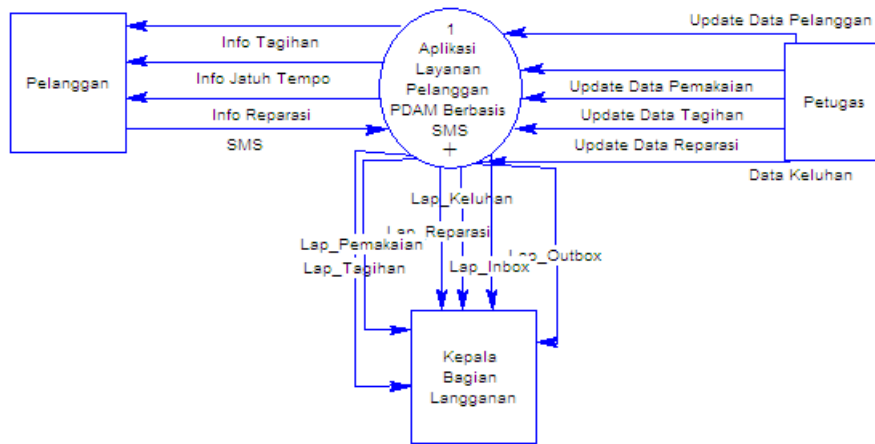 Pelanggan
Info Tagihan
Info Jatuh Tempo
Info Reparasi
SMS
1
Aplikasi
Layanan
Pelanggan
PDAM Berbasis
SMS
+
Update Data Pelanggan
Update Data Pemakaian
Update Data Tagihan
Update Data Reparasi
Data Keluhan
Petugas
Lap_Keluhan
Lap_Reparasi
Lap_Pemakaian
Lap_Tagihan
Lap_Inbox
Lap_Outbox
Kepala
Bagian
Langganan